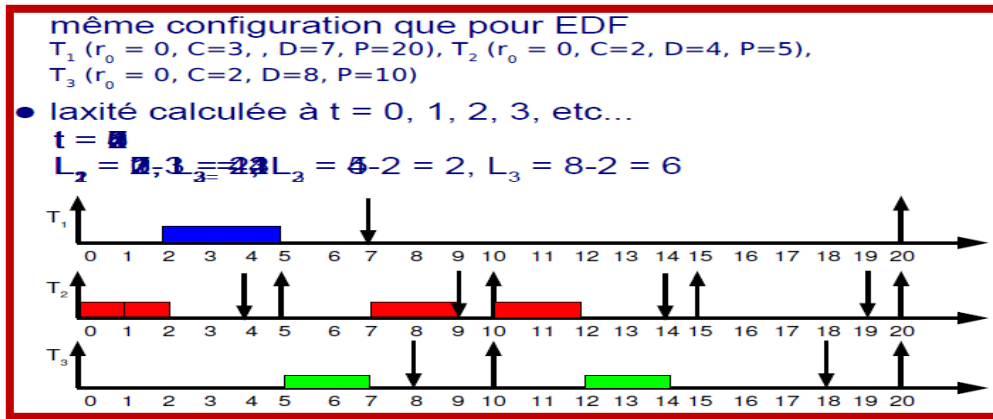 même configuration que pour EDF
T₁ (r₀ = 0, C=3, , D=7, P=20), T₂ (r₀ = 0, C=2, D=4, P=5),
T₃ (r₀ = 0, C=2, D=8, P=10)
● laxité calculée à t = 0, 1, 2, 3, etc...
t =
-2 = 2, L₃ = 8-2 = 6
T₁
0 1 2 3 4 5 6 7 8 9 10 11 12 13 14 15 16 17 18 19 20
T₂
0 1 2 3 4 5 6 7 8 9 10 11 12 13 14 15 16 17 18 19 20
T₃
0 1 2 3 4 5 6 7 8 9 10 11 12 13 14 15 16 17 18 19 20